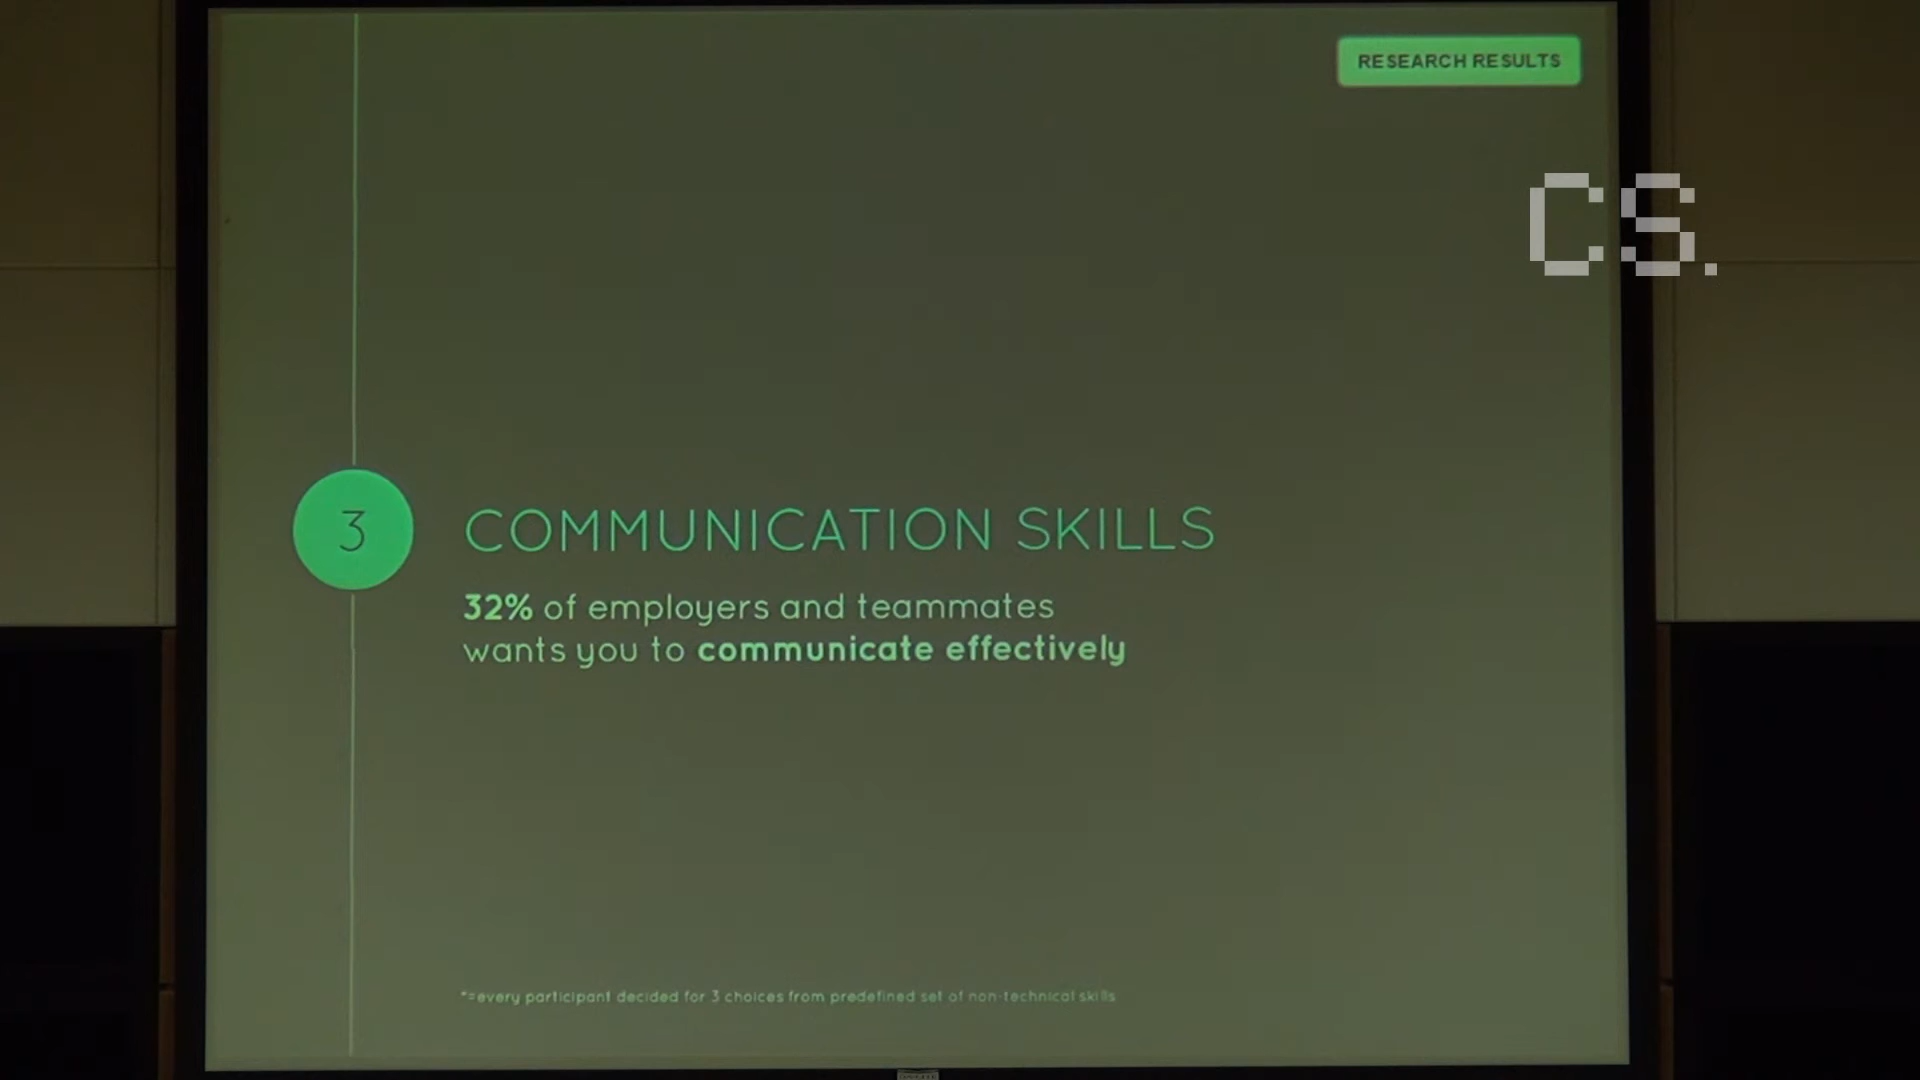 RESEARCH RESULTS
CS.
3
COMMUNICATION SKILLS
32% of employers and teammates
wants you to communicate effectively
*=every participant decided for 3 choices from predefined set of non-technical skills